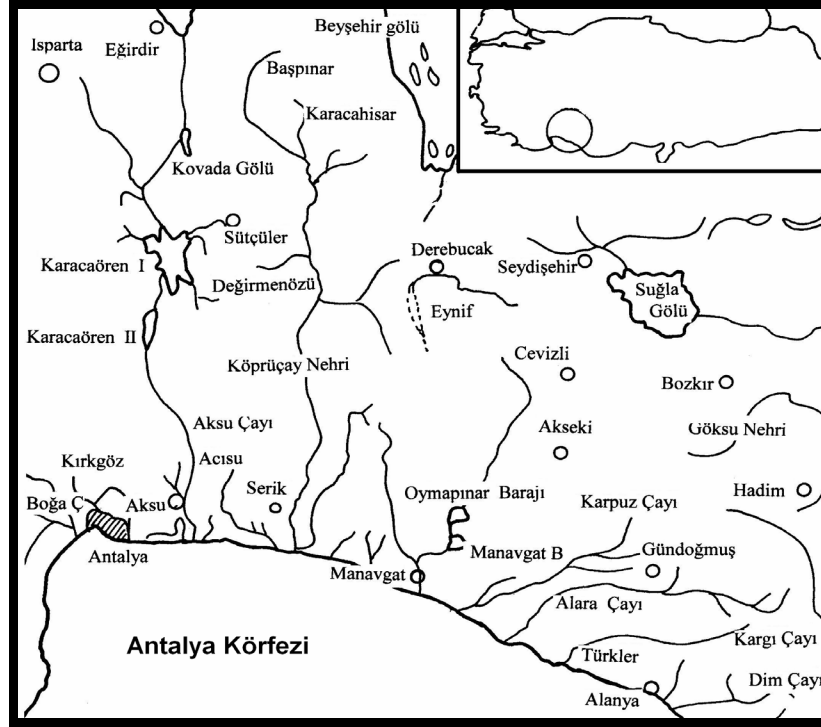 Beyşehir gölü
Isparta
Eğirdir
Başpınar
Karacahisar
Kovada Gölü
Sütçüler
Derebucak
Karacaören I
Değirmenözü
Seydişehir
Suğla
Gölü
Eynif
Karacaören II
Köprüçay Nehri
Cevizli
Bozkır
Aksu Çayı
Akseki
Göksu Nehri
Kırkgöz
Acısu
Serik
Oymapınar Barajı
Hadim
Boğa Ç
Aksu
Karpuz Çayı
Antalya
Manavgat B
Gündoğmuş
Manavgat
Alara Çayı
Antalya Körfezi
Kargı Çayı
Türkler
Dim Çayı
Alanya